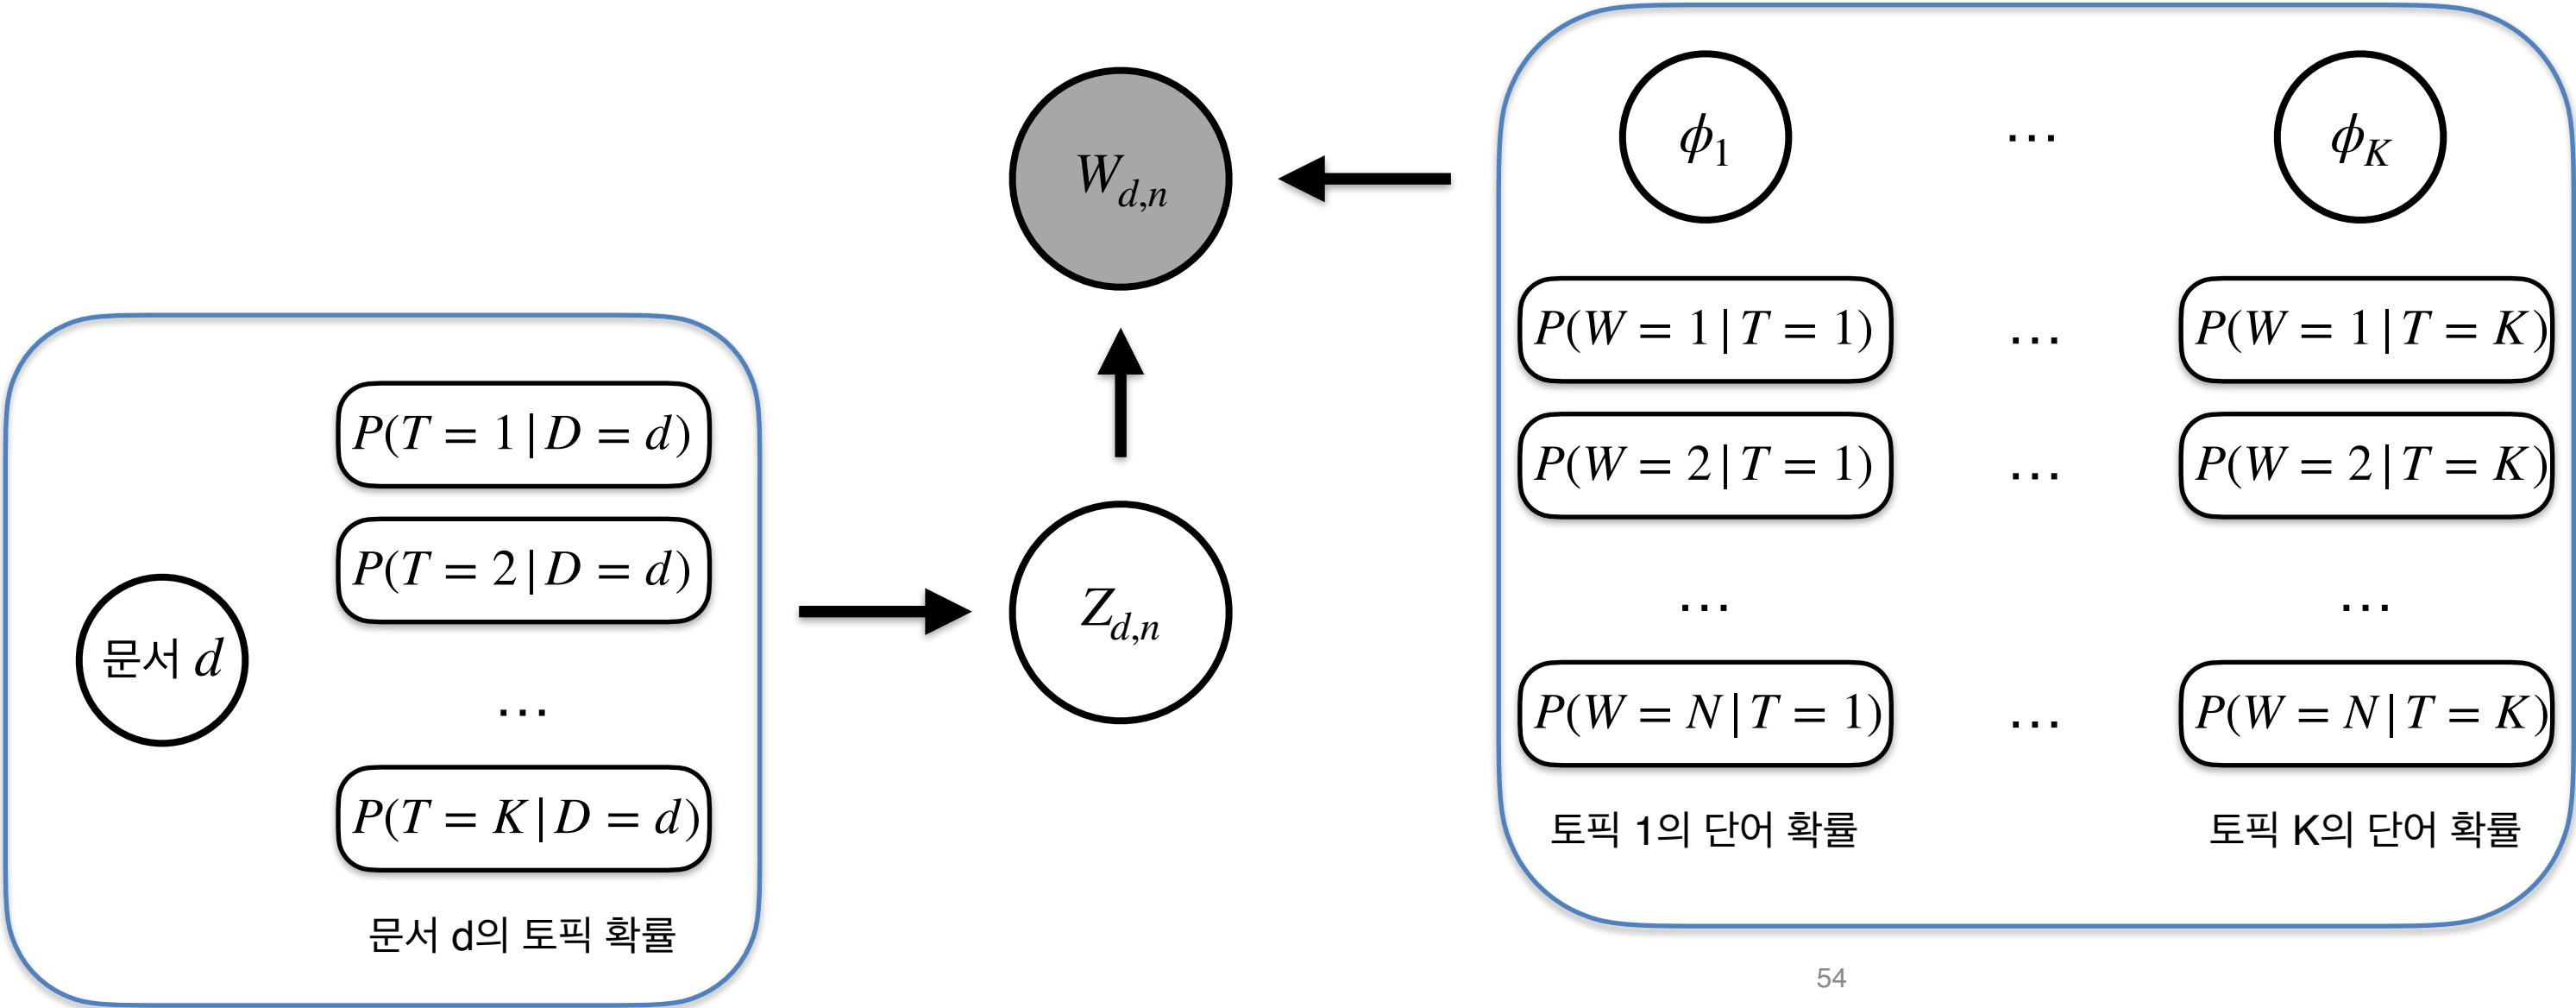 W_{d,n}
ϕ_1 … ϕ_K
P(W = 1 | T = 1) … P(W = 1 | T = K)
P(W = 2 | T = 1) … P(W = 2 | T = K)
… …
P(W = N | T = 1) … P(W = N | T = K)
토픽 1의 단어 확률 토픽 K의 단어 확률
P(T = 1 | D = d)
P(T = 2 | D = d)
문서 d
…
P(T = K | D = d)
문서 d의 토픽 확률
Z_{d,n}
54